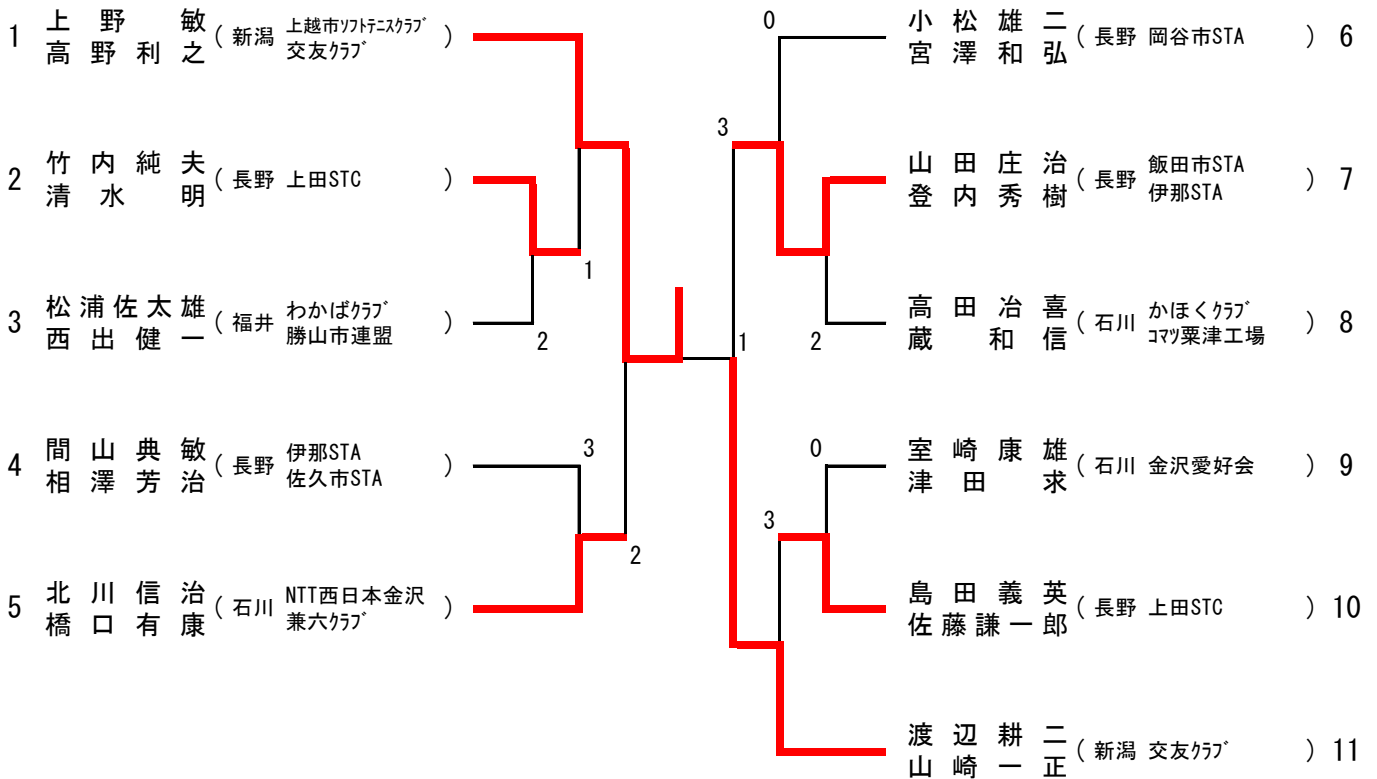 1 上野 敏 ( 新潟 上越市ソフトテニスクラブ )
高野利之 交友クラブ
2 竹内純夫 ( 長野 上田STC )
清水 明
3 松浦佐太雄 ( 福井 わかばクラブ )
西出健一 勝山市連盟
4 間山典敏 ( 長野 伊那STA )
相澤芳治 佐久市STA
5 北川信治 ( 石川 NTT西日本金沢 )
橋口有康 兼六クラブ
1
2
3
2
0
3
2
1
0
3
小松雄二 ( 長野 岡谷市STA ) 6
宮澤和弘
山田庄治 ( 長野 飯田市STA ) 7
登内秀樹 伊那STA
高田冶喜 ( 石川 かほくクラブ ) 8
蔵 和信 コマツ粟津工場
室崎康雄 ( 石川 金沢愛好会 ) 9
津田 求
島田義英 ( 長野 上田STC ) 10
佐藤謙一郎
渡辺耕二 ( 新潟 交友クラブ ) 11
山崎一正